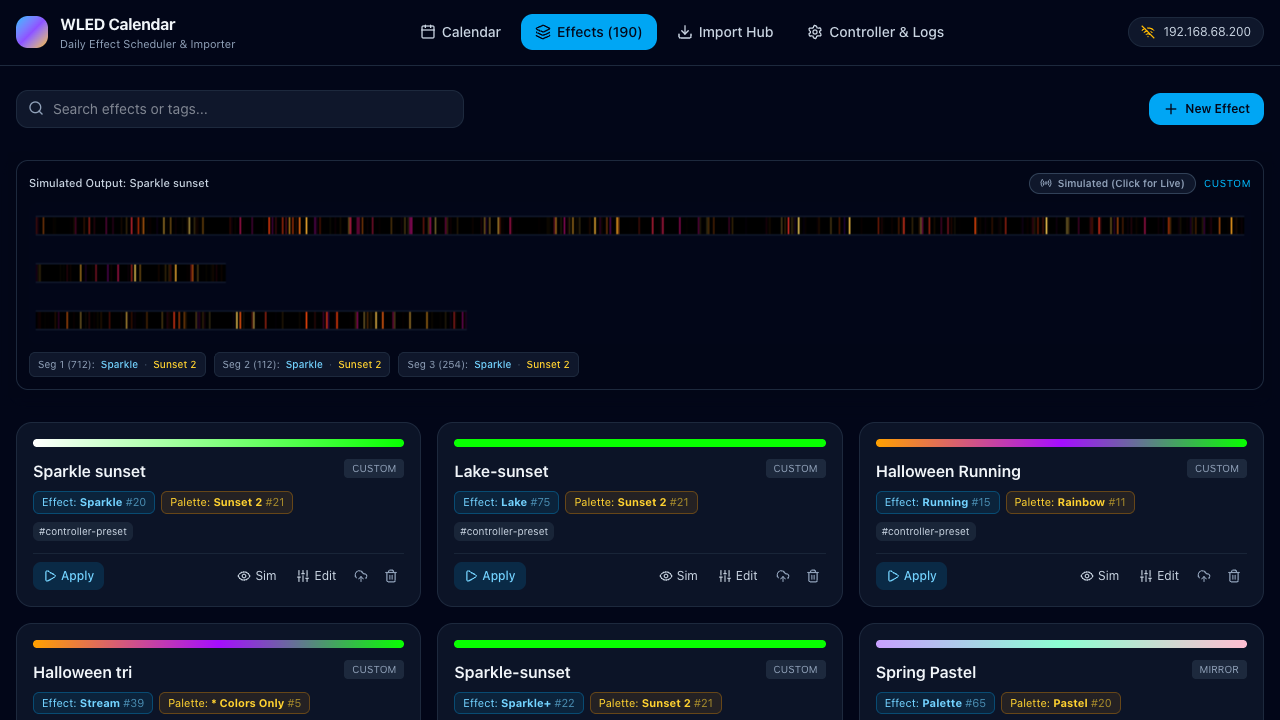 WLED Calendar
Daily Effect Scheduler & Importer
Calendar
Effects (190)
Import Hub
Controller & Logs
192.168.68.200
Search effects or tags...
New Effect
Simulated Output: Sparkle sunset
Simulated (Click for Live)
CUSTOM
Seg 1 (712): Sparkle · Sunset 2
Seg 2 (112): Sparkle · Sunset 2
Seg 3 (254): Sparkle · Sunset 2
Sparkle sunset
CUSTOM
Effect: Sparkle #20
Palette: Sunset 2 #21
#controller-preset
Apply
Sim
Edit
Lake-sunset
CUSTOM
Effect: Lake #75
Palette: Sunset 2 #21
#controller-preset
Apply
Sim
Edit
Halloween Running
CUSTOM
Effect: Running #15
Palette: Rainbow #11
#controller-preset
Apply
Sim
Edit
Halloween tri
CUSTOM
Effect: Stream #39
Palette: * Colors Only #5
Sparkle-sunset
CUSTOM
Effect: Sparkle+ #22
Palette: Sunset 2 #21
Spring Pastel
MIRROR
Effect: Palette #65
Palette: Pastel #20